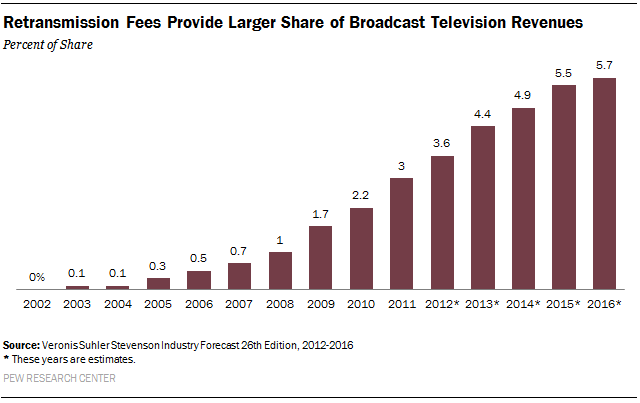 Retransmission Fees Provide Larger Share of Broadcast Television Revenues
Percent of Share
0% 0.1 0.1 0.3 0.5 0.7 1 1.7 2.2 3 3.6 4.4 4.9 5.5 5.7
2002 2003 2004 2005 2006 2007 2008 2009 2010 2011 2012* 2013* 2014* 2015* 2016*
Source: Veronis Suhler Stevenson Industry Forecast 26th Edition, 2012-2016
* These years are estimates.
PEW RESEARCH CENTER